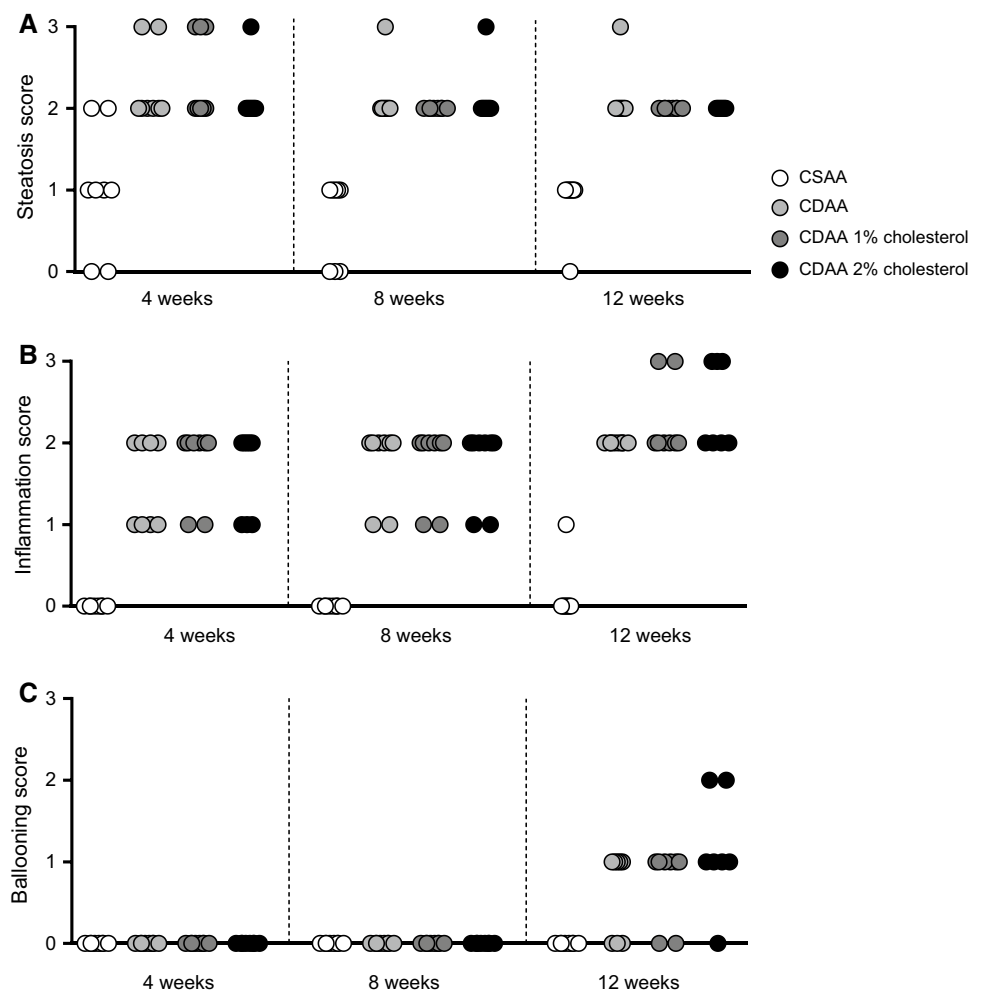 A
Steatosis score
3
2
1
0
4 weeks
8 weeks
12 weeks
CSAA
CDAA
CDAA 1% cholesterol
CDAA 2% cholesterol
B
Inflammation score
3
2
1
0
4 weeks
8 weeks
12 weeks
C
Ballooning score
3
2
1
0
4 weeks
8 weeks
12 weeks